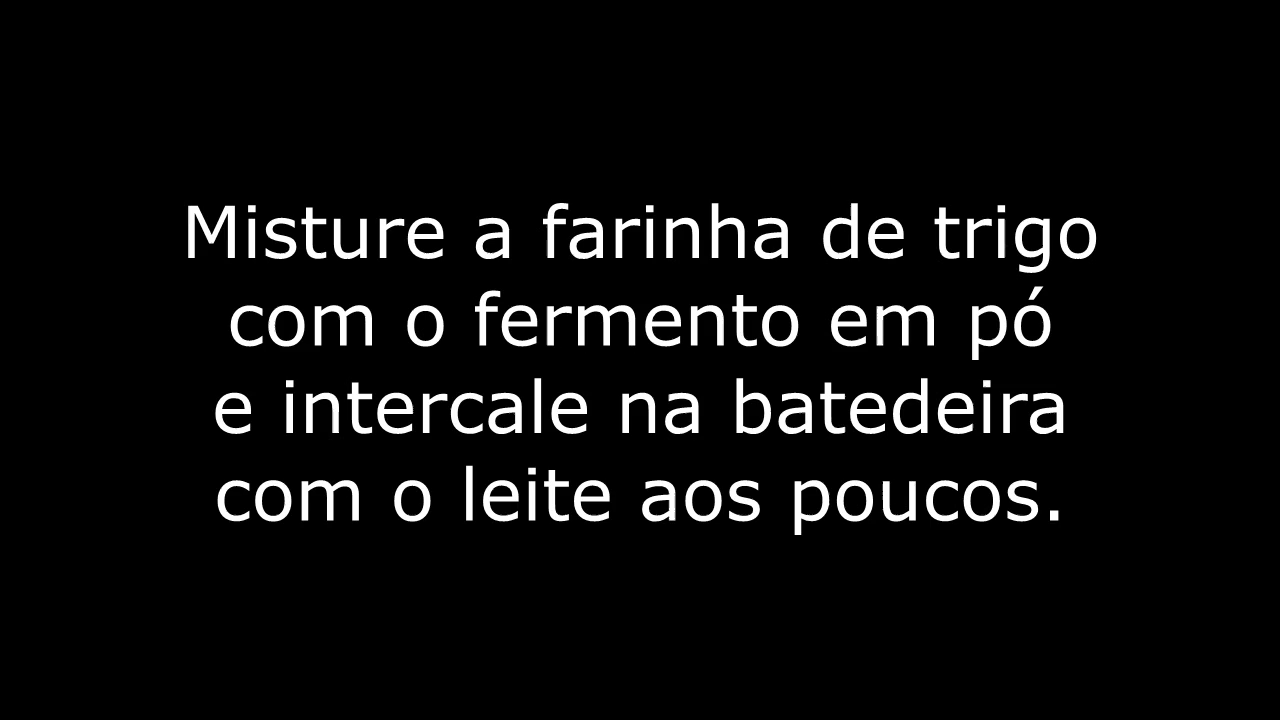 Misture a farinha de trigo
com o fermento em pó
e intercale na batedeira
com o leite aos poucos.